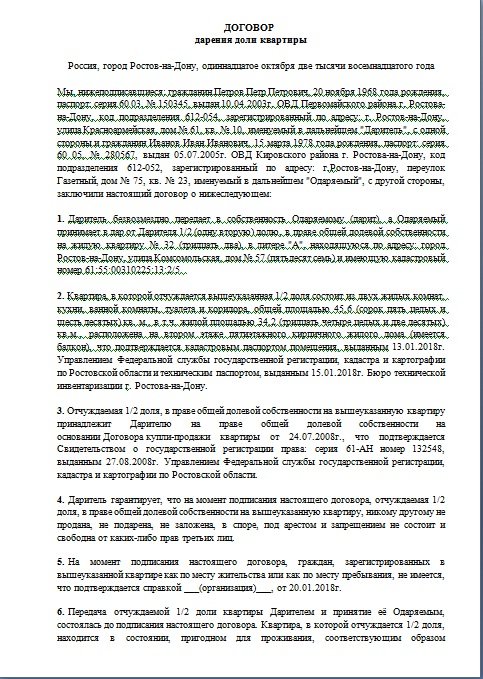 ДОГОВОР
дарения доли квартиры
Россия, город Ростов-на-Дону, одиннадцатое октября две тысячи восемнадцатого года
Мы, нижеподписавшиеся: гражданин Петров Петр Петрович, 20 ноября 1968 года рождения,
паспорт: серия 60 03, № 150345, выдан 10.04.2003г. ОВД Первомайского района г. Ростова-
на-Дону, код подразделения 612-054, зарегистрированный по адресу: г. Ростов-на-Дону,
улица Красноармейская, дом № 61, кв. № 10, именуемый в дальнейшем "Даритель", с одной
стороны и гражданин Иванов Иван Иванович, 15 марта 1978 года рождения, паспорт: серия
60 05, № 280567, выдан 05.07.2005г. ОВД Кировского района г. Ростова-на-Дону, код
подразделения 612-052, зарегистрированный по адресу: г.Ростов-на-Дону, переулок
Газетный, дом № 75, кв. № 23, именуемый в дальнейшем "Одаряемый", с другой стороны,
заключили настоящий договор о нижеследующем:
1. Даритель безвозмездно передает в собственность Одаряемому (дарит), а Одаряемый
принимает в дар от Дарителя 1/2 (одну вторую) долю, в праве общей долевой собственности
на жилую квартиру № 32 (тридцать два), в литере "А", находящуюся по адресу: город
Ростов-на-Дону, улица Комсомольская, дом № 57 (пятьдесят семь) и имеющую кадастровый
номер 61:55:00310225:13:2/5.
2. Квартира, в которой отчуждается вышеуказанная 1/2 доля состоит из двух жилых комнат,
кухни, ванной комнаты, туалета и коридора, общей площадью 45,6 (сорок пять целых и
шесть десятых) кв. м., в т.ч. жилой площадью 34,2 (тридцать четыре целых и две десятых)
кв.м., расположена на втором этаже пятиэтажного кирпичного жилого дома (имеется
балкон), что подтверждается кадастровым паспортом помещения, выданным 13.01.2018г.
Управлением Федеральной службы государственной регистрации, кадастра и картографии
по Ростовской области и техническим паспортом, выданным 15.01.2018г. Бюро технической
инвентаризации г. Ростова-на-Дону.
3. Отчуждаемая 1/2 доля, в праве общей долевой собственности на вышеуказанную квартиру
принадлежит Дарителю на праве общей долевой собственности на
основании Договора купли-продажи квартиры от 24.07.2008г., что подтверждается
Свидетельством о государственной регистрации права: серия 61-АН номер 132548,
выданным 27.08.2008г. Управлением Федеральной службы государственной регистрации,
кадастра и картографии по Ростовской области.
4. Даритель гарантирует, что на момент подписания настоящего договора, отчуждаемая 1/2
доля, в праве общей долевой собственности на вышеуказанную квартиру, никому другому не
продана, не подарена, не заложена, в споре, под арестом и запрещением не состоит и
свободна от каких-либо прав третьих лиц.
5. На момент подписания настоящего договора, граждан, зарегистрированных в
вышеуказанной квартире как по месту жительства или как по месту пребывания, не имеется,
что подтверждается справкой ___(организация)___, от 20.01.2018г.
6. Передача отчуждаемой 1/2 доли квартиры Дарителем и принятие её Одаряемым,
состоялась до подписания настоящего договора. Квартира, в которой отчуждается 1/2 доля,
находится в состоянии, пригодном для проживания, соответствующим образом